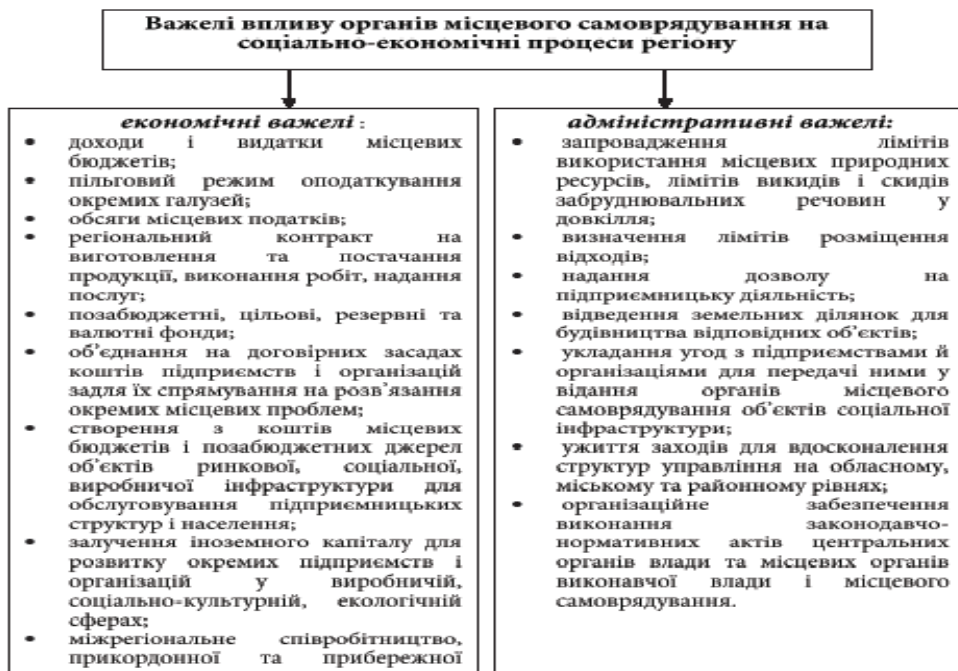 Важелі впливу органів місцевого самоврядування на
соціально-економічні процеси регіону
економічні важелі :
• доходи і видатки місцевих
бюджетів;
• пільговий режим оподаткування
окремих галузей;
• обсяги місцевих податків;
• регіональний контракт на
виготовлення та постачання
продукції, виконання робіт, надання
послуг;
• позабюджетні, цільові, резервні та
валютні фонди;
• об’єднання на договірних засадах
коштів підприємств і організацій
задля їх спрямування на розв’язання
окремих місцевих проблем;
• створення з коштів місцевих
бюджетів і позабюджетних джерел
об’єктів ринкової, соціальної,
виробничої інфраструктури для
обслуговування підприємницьких
структур і населення;
• залучення іноземного капіталу для
розвитку окремих підприємств і
організацій у виробничій,
соціально-культурній, екологічній
сферах;
• міжрегіональне співробітництво,
прикордонної та прибережної
адміністративні важелі:
• запровадження лімітів
використання місцевих природних
ресурсів, лімітів викидів і скидів
забруднювальних речовин у
довкілля;
• визначення лімітів розміщення
відходів;
• надання дозволу на
підприємницьку діяльність;
• відведення земельних ділянок для
будівництва відповідних об’єктів;
• укладання угод з підприємствами й
організаціями для передачі ними у
відання органів місцевого
самоврядування об’єктів соціальної
інфраструктури;
• ужиття заходів для вдосконалення
структур управління на обласному,
міському та районному рівнях;
• організаційне забезпечення
виконання законодавчо-
нормативних актів центральних
органів влади та місцевих органів
виконавчої влади і місцевого
самоврядування.